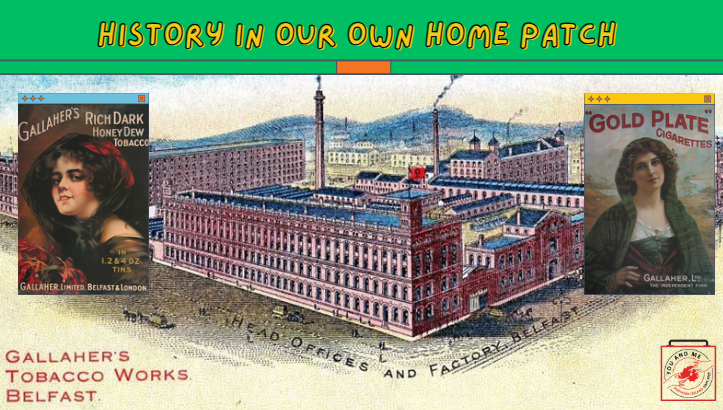 HISTORY IN OUR OWN HOME PATCH
GALLAHER'S RICH DARK
HONEY DEW
TOBACCO
IN
1.2 & 4 OZ.
TINS
GALLAHER, LIMITED. BELFAST & LONDON.
"GOLD PLATE"
CIGARETTES
GALLAHER, LTD
THE INDEPENDENT FIRM
HEAD OFFICES AND FACTORY, BELFAST.
GALLAHER'S
TOBACCO WORKS.
BELFAST.
YOU AND ME